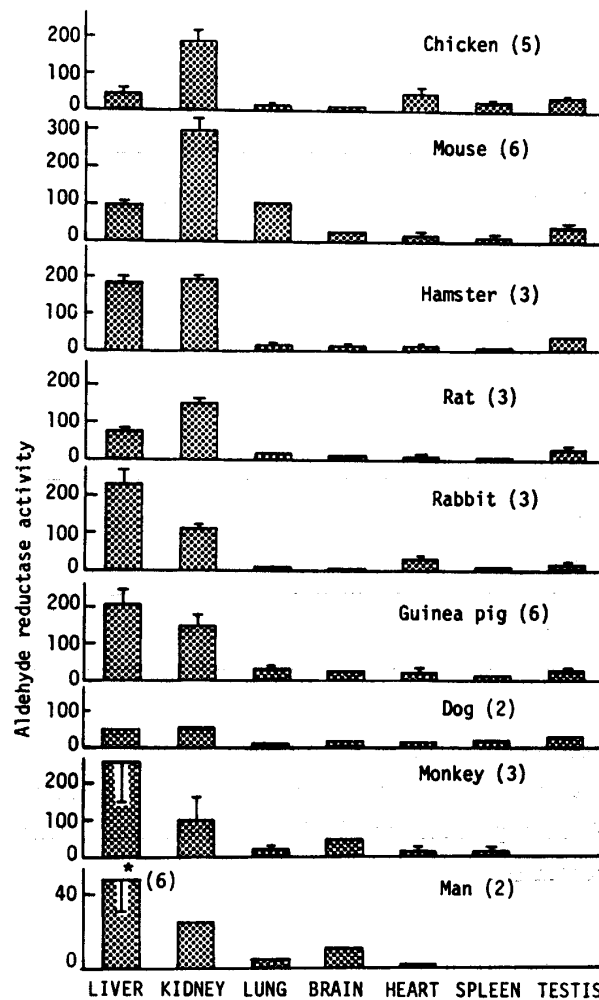 Aldehyde reductase activity
200
100
0
Chicken (5)
300
200
100
0
Mouse (6)
200
100
0
Hamster (3)
200
100
0
Rat (3)
200
100
0
Rabbit (3)
200
100
0
Guinea pig (6)
100
0
Dog (2)
200
100
0
Monkey (3)
* (6)
40
0
Man (2)
LIVER KIDNEY LUNG BRAIN HEART SPLEEN TESTIS